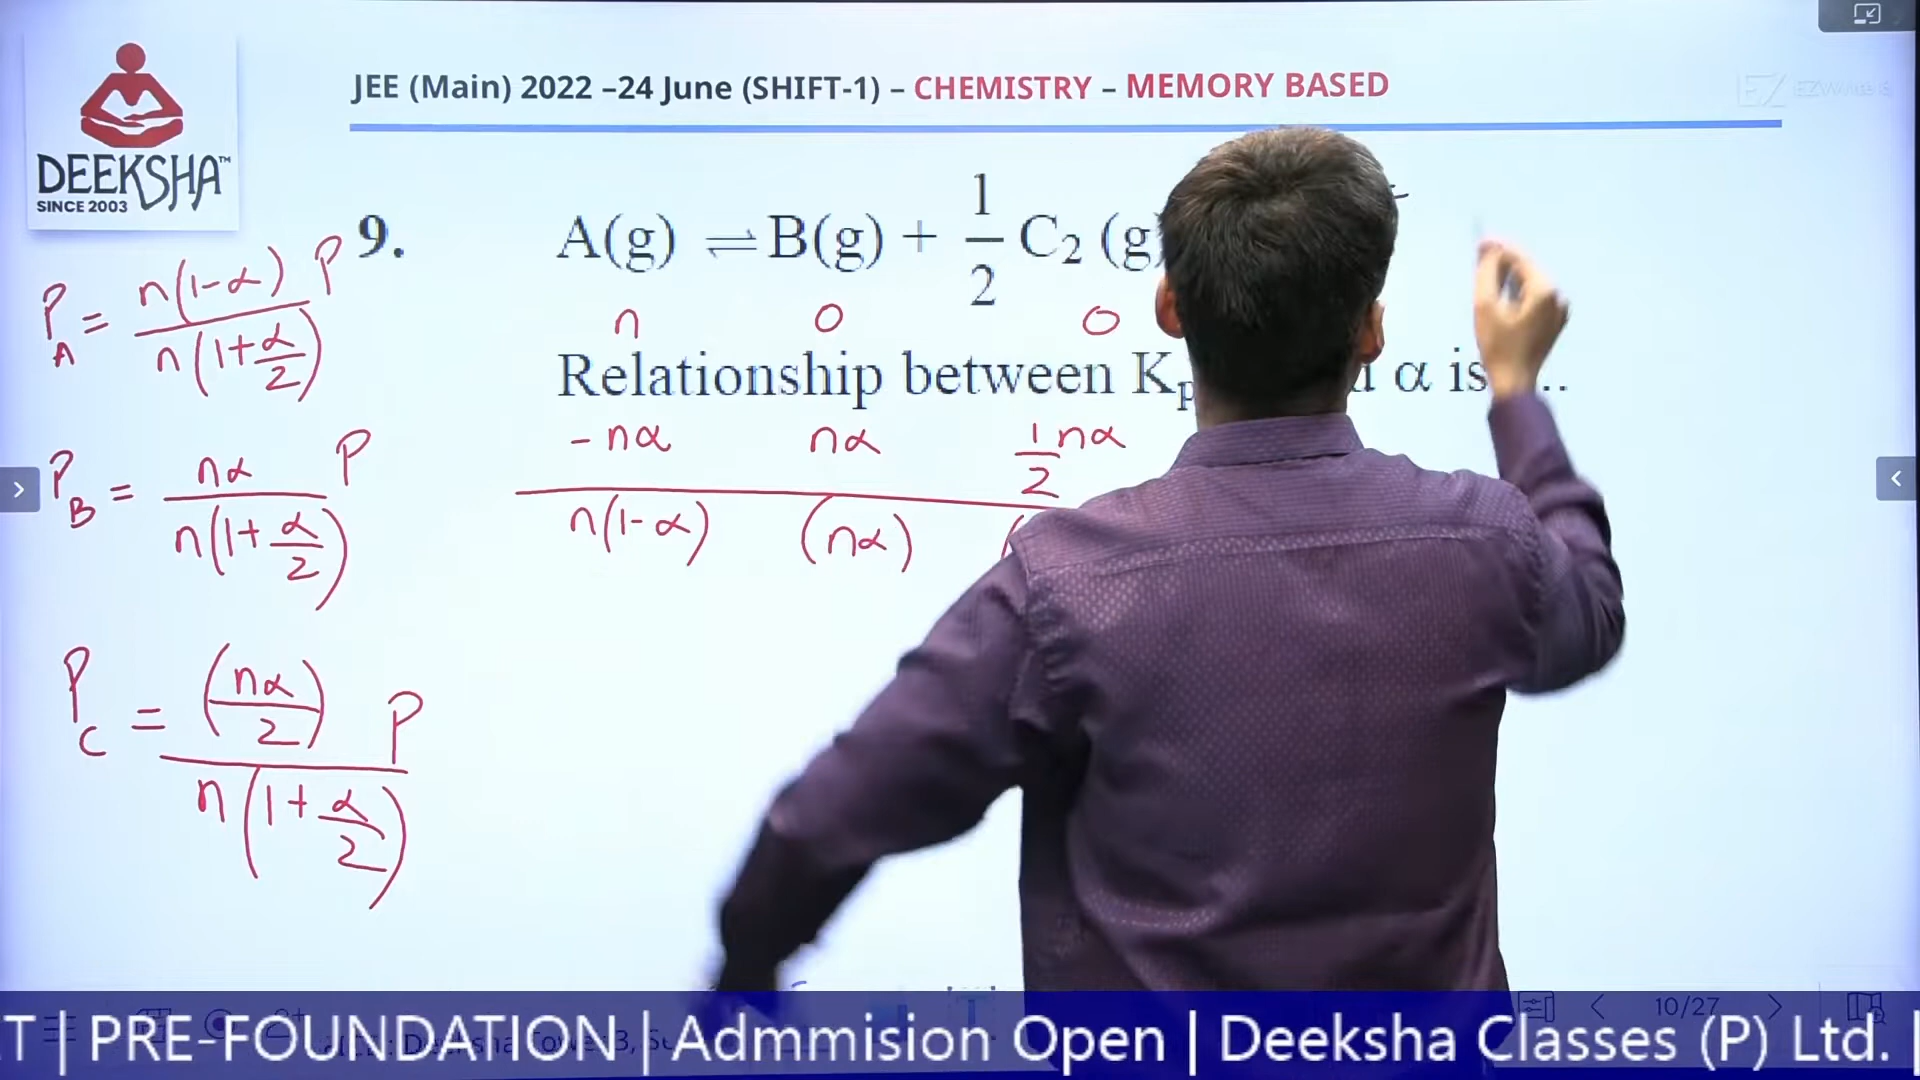 JEE (Main) 2022 –24 June (SHIFT-1) – CHEMISTRY – MEMORY BASED
DEEKSHA™
SINCE 2003
9. A(g) ⇌ B(g) + 1/2 C₂ (g)
n 0 0
Relationship between Kp α is ...
- nα nα 1/2 nα
n(1-α) (nα) (
P_A = n(1-α) P / n(1+α/2)
P_B = nα P / n(1+α/2)
P_C = (nα/2) P / n(1+α/2)
10/27
T | PRE-FOUNDATION | Admmision Open | Deeksha Classes (P) Ltd. |